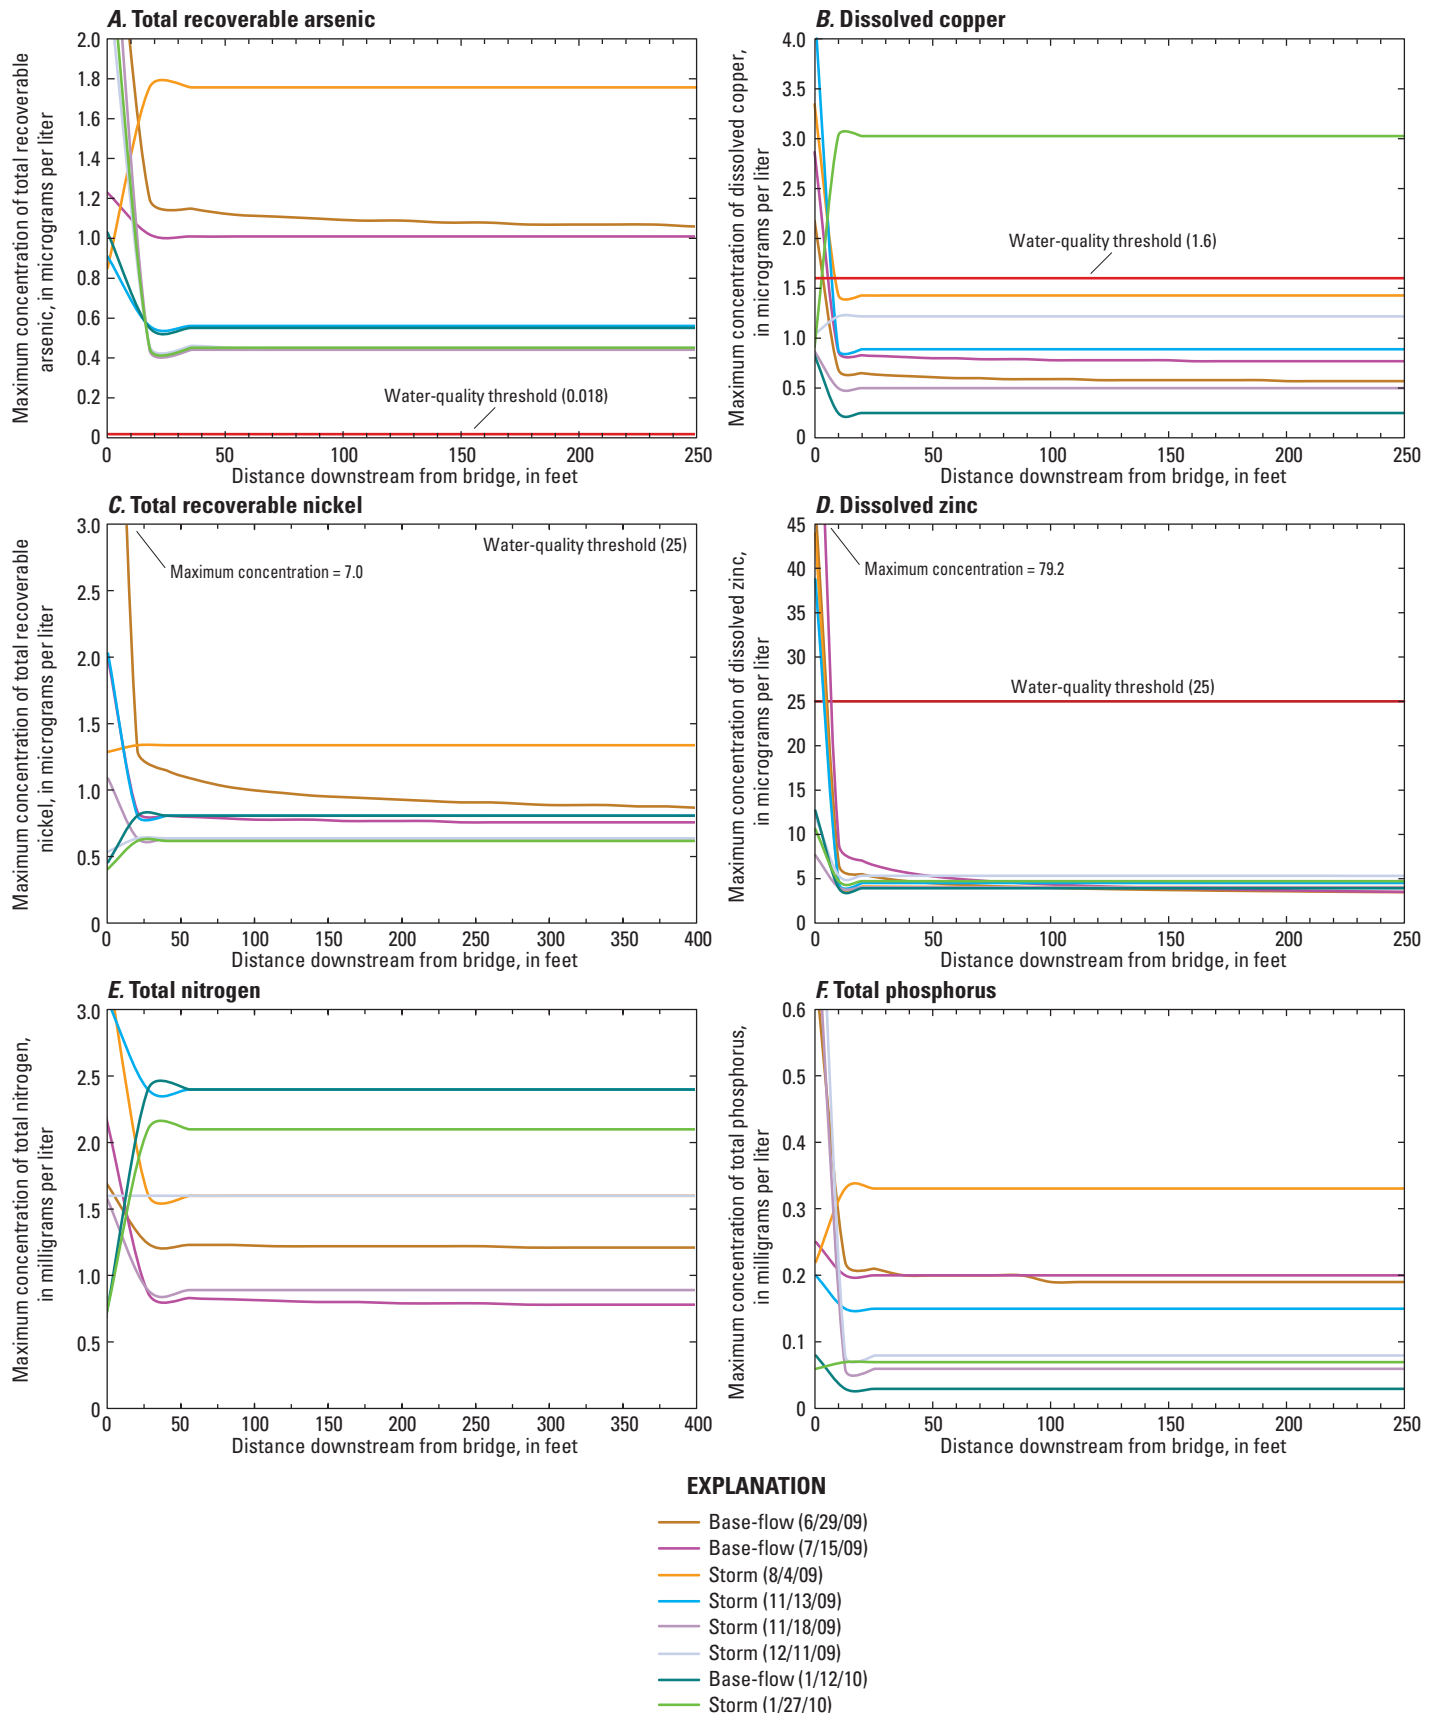 A. Total recoverable arsenic
Maximum concentration of total recoverable
arsenic, in micrograms per liter
2.0
1.8
1.6
1.4
1.2
1.0
0.8
0.6
0.4
0.2
0
Water-quality threshold (0.018)
0 50 100 150 200 250
Distance downstream from bridge, in feet
B. Dissolved copper
Maximum concentration of dissolved copper,
in micrograms per liter
4.0
3.5
3.0
2.5
2.0
1.5
1.0
0.5
0
Water-quality threshold (1.6)
0 50 100 150 200 250
Distance downstream from bridge, in feet
C. Total recoverable nickel
Maximum concentration of total recoverable
nickel, in micrograms per liter
3.0
2.5
2.0
1.5
1.0
0.5
0
Water-quality threshold (25)
Maximum concentration = 7.0
0 50 100 150 200 250 300 350 400
Distance downstream from bridge, in feet
D. Dissolved zinc
Maximum concentration of dissolved zinc,
in micrograms per liter
45
40
35
30
25
20
15
10
5
0
Maximum concentration = 79.2
Water-quality threshold (25)
0 50 100 150 200 250
Distance downstream from bridge, in feet
E. Total nitrogen
Maximum concentration of total nitrogen,
in milligrams per liter
3.0
2.5
2.0
1.5
1.0
0.5
0
0 50 100 150 200 250 300 350 400
Distance downstream from bridge, in feet
F. Total phosphorus
Maximum concentration of total phosphorus,
in milligrams per liter
0.6
0.5
0.4
0.3
0.2
0.1
0
0 50 100 150 200 250
Distance downstream from bridge, in feet
EXPLANATION
Base-flow (6/29/09)
Base-flow (7/15/09)
Storm (8/4/09)
Storm (11/13/09)
Storm (11/18/09)
Storm (12/11/09)
Base-flow (1/12/10)
Storm (1/27/10)